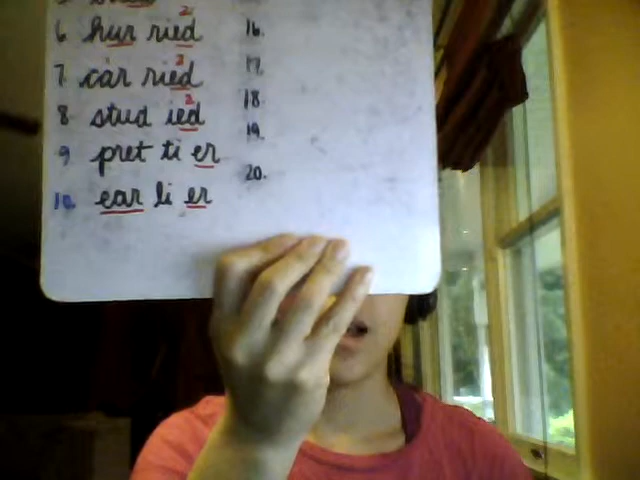 6 hur ried
7 car ried
8 stud ied
9 pret ti er
10 ear li er
16.
17.
18
19.
20.